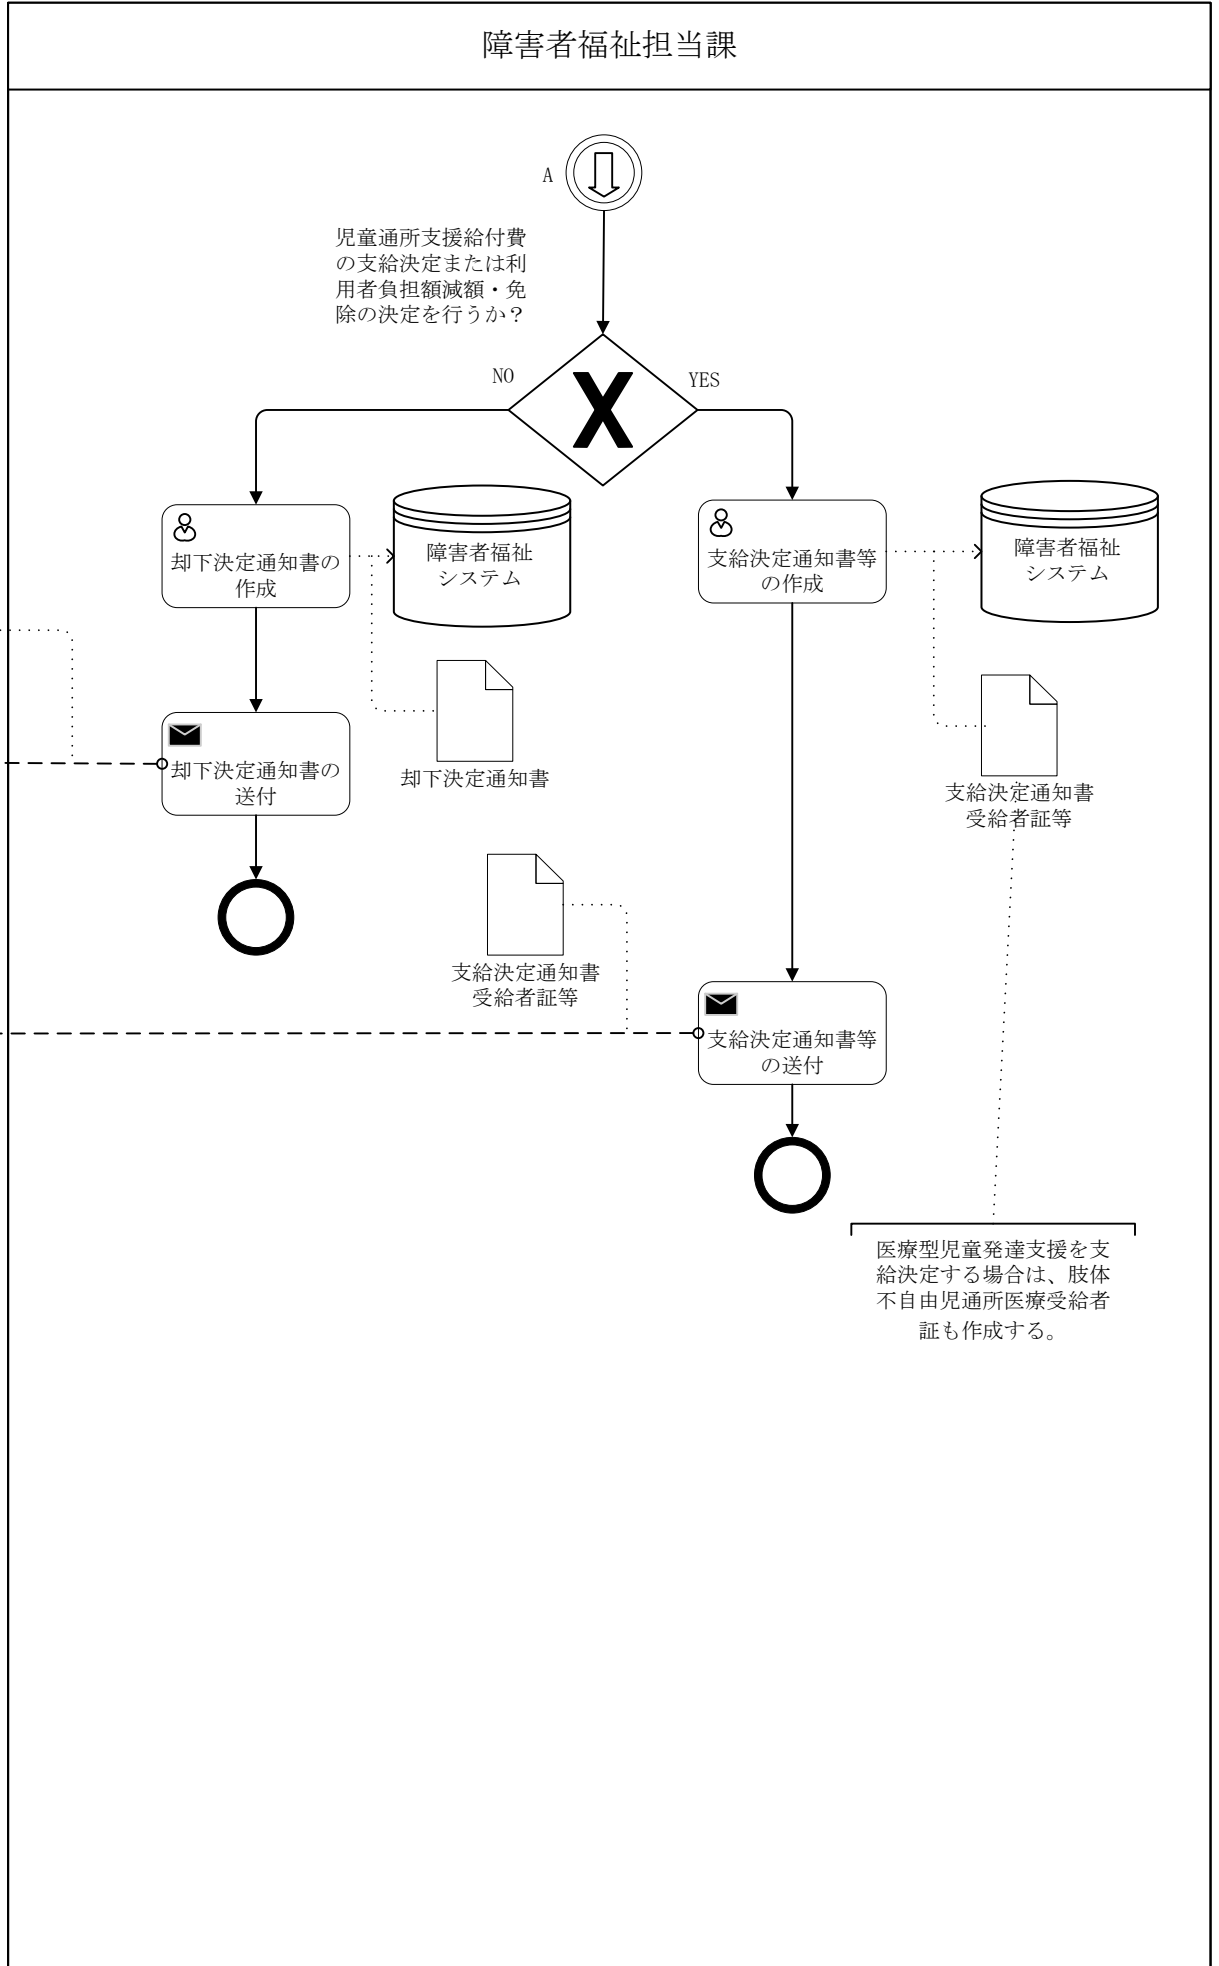 障害者福祉担当課
A
児童通所支援給付費
の支給決定または利
用者負担額減額・免
除の決定を行うか？
NO
YES
却下決定通知書の
作成
障害者福祉
システム
支給決定通知書等
の作成
障害者福祉
システム
却下決定通知書の
送付
却下決定通知書
支給決定通知書
受給者証等
支給決定通知書
受給者証等
支給決定通知書等
の送付
医療型児童発達支援を支
給決定する場合は、肢体
不自由児通所医療受給者
証も作成する。